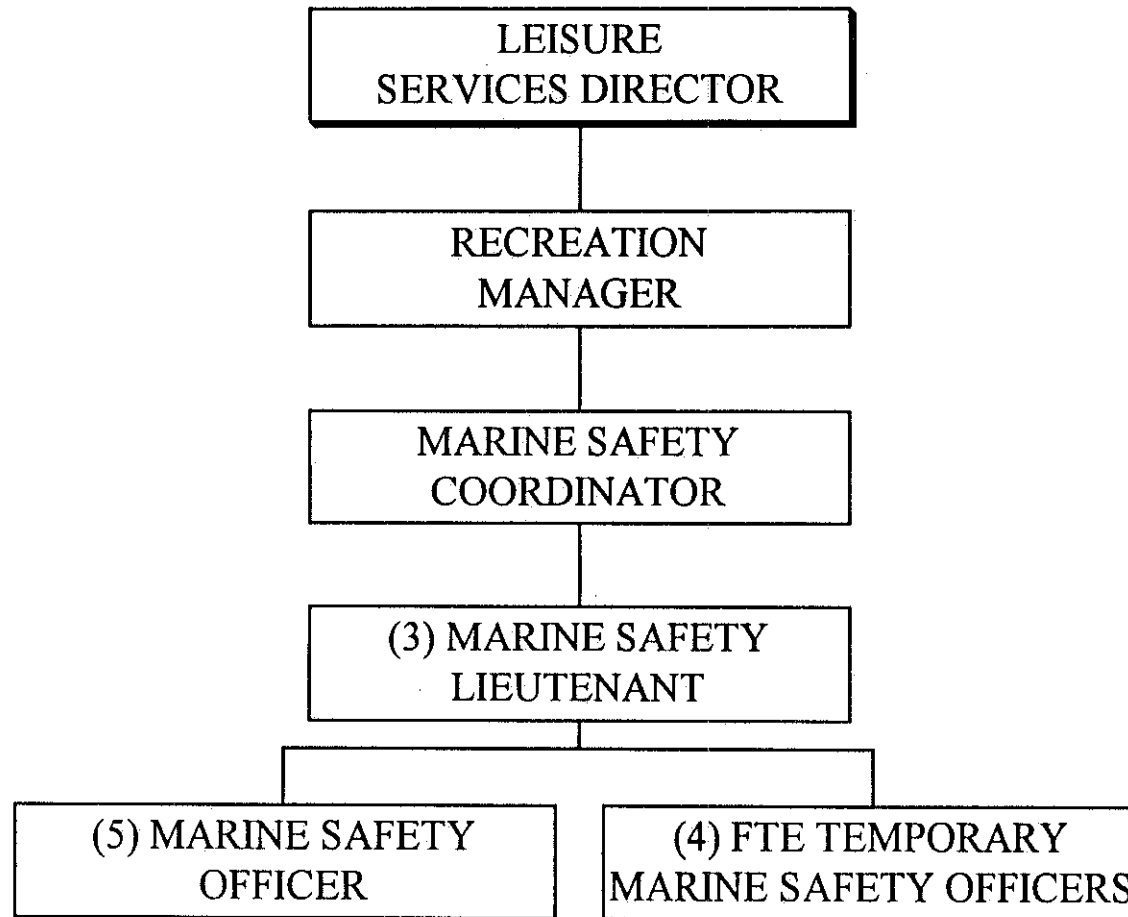 LEISURE
SERVICES DIRECTOR
RECREATION
MANAGER
MARINE SAFETY
COORDINATOR
(3) MARINE SAFETY
LIEUTENANT
(5) MARINE SAFETY
OFFICER
(4) FTE TEMPORARY
MARINE SAFETY OFFICERS